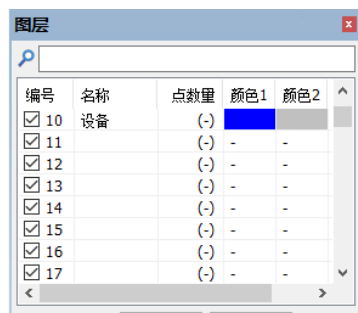 图层
编号 名称 点数量 颜色1 颜色2
10 设备 (-)
11 (-) - -
12 (-) - -
13 (-) - -
14 (-) - -
15 (-) - -
16 (-) - -
17 (-) - -